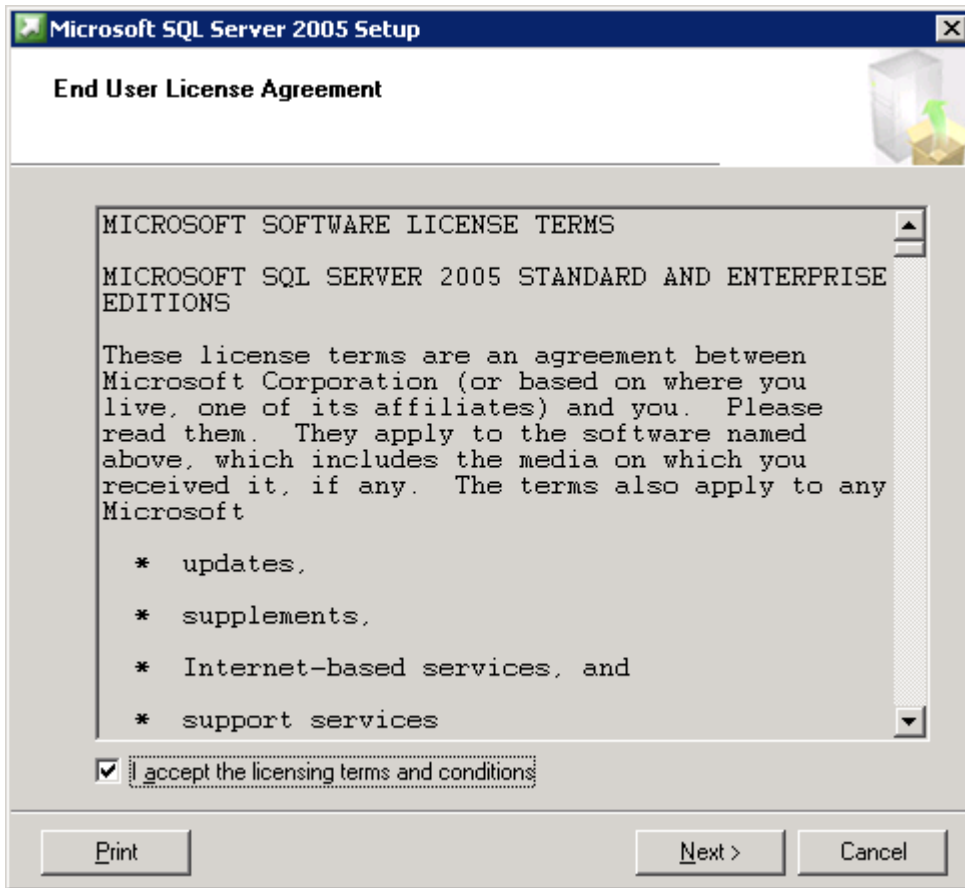 Microsoft SQL Server 2005 Setup
End User License Agreement
MICROSOFT SOFTWARE LICENSE TERMS
MICROSOFT SQL SERVER 2005 STANDARD AND ENTERPRISE
EDITIONS
These license terms are an agreement between
Microsoft Corporation (or based on where you
live, one of its affiliates) and you.  Please
read them.  They apply to the software named
above, which includes the media on which you
received it, if any.  The terms also apply to any
Microsoft
*  updates,
*  supplements,
*  Internet-based services, and
*  support services
I accept the licensing terms and conditions
Print
Next >
Cancel